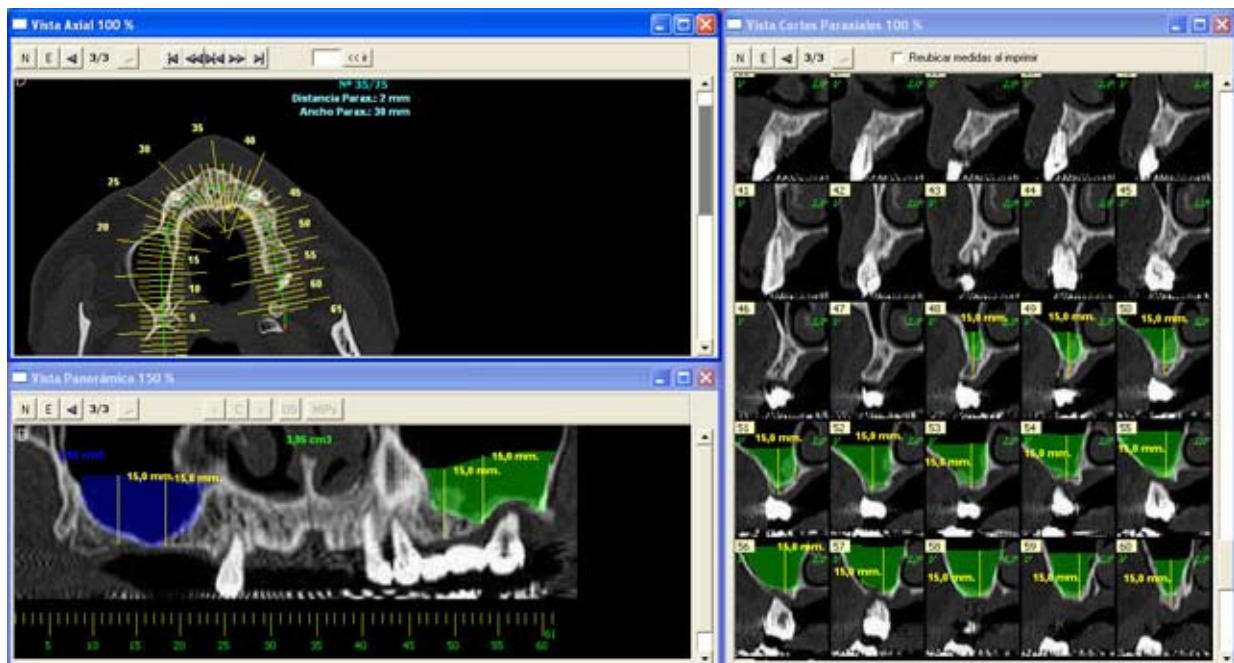 Vista Axial 100 %
N E 3/3 << #
Nº 35/75
Distancia Parax.: 2 mm
Ancho Parax.: 30 mm
35
30
40
25
45
20
50
15
55
10
60
5
61
Vista Panorámica 150 %
N E 3/3 C
3,96 cm3
15,0 mm.
15,0 mm.
15,0 mm. 15,0 mm.
5 10 15 20 25 30 35 40 45 50 55 60 61
Vista Cortes Paraxiales 100 %
N E 3/3 Reubicar medidas al imprimir
41 42 43 44 45
46 47 48 49 50
15,0 mm. 15,0 mm. 15,0 mm.
51 52 53 54 55
15,0 mm. 15,0 mm. 15,0 mm. 15,0 mm. 15,0 mm.
56 57 58 59 60
15,0 mm. 15,0 mm. 15,0 mm. 15,0 mm. 15,0 mm.